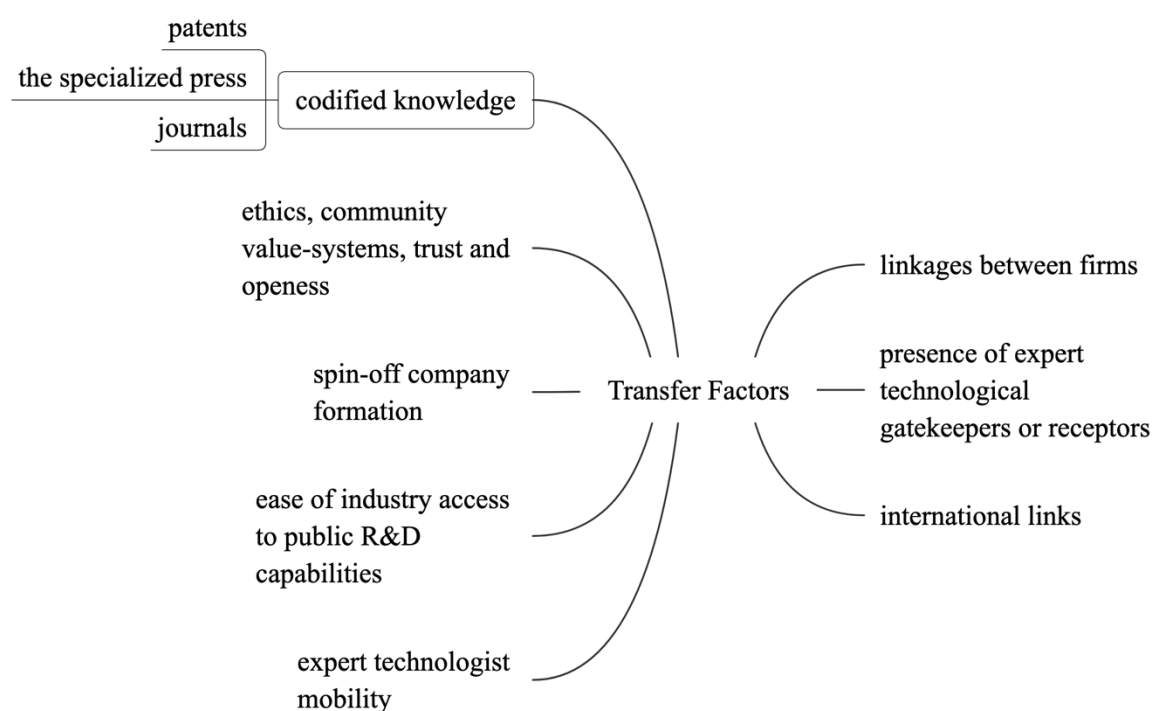 patents
the specialized press
journals
codified knowledge
ethics, community
value-systems, trust and
openess
spin-off company
formation
ease of industry access
to public R&D
capabilities
expert technologist
mobility
Transfer Factors
linkages between firms
presence of expert
technological
gatekeepers or receptors
international links